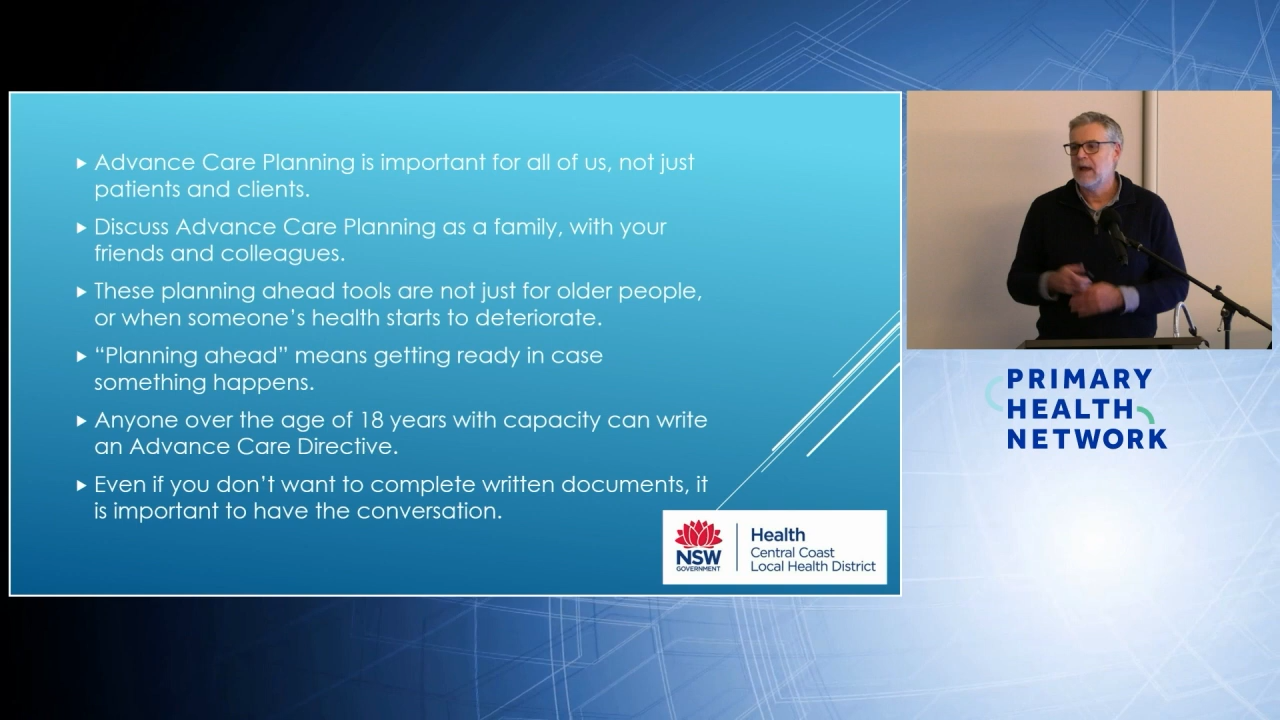 Advance Care Planning is important for all of us, not just
patients and clients.
Discuss Advance Care Planning as a family, with your
friends and colleagues.
These planning ahead tools are not just for older people,
or when someone’s health starts to deteriorate.
“Planning ahead” means getting ready in case
something happens.
Anyone over the age of 18 years with capacity can write
an Advance Care Directive.
Even if you don’t want to complete written documents, it
is important to have the conversation.
NSW
GOVERNMENT
Health
Central Coast
Local Health District
PRIMARY
HEALTH
NETWORK